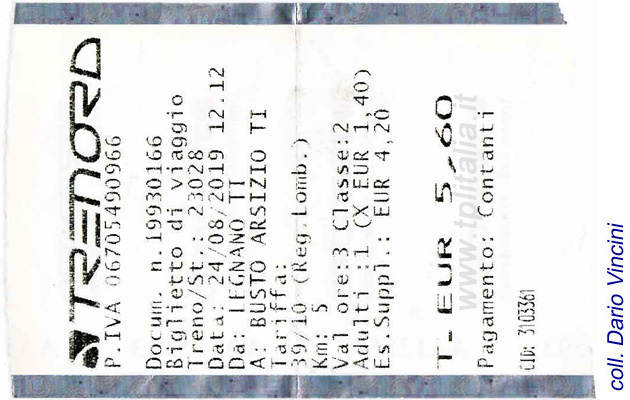 TRENORD
P.IVA 06705490966
Docum. n.19930166
Biglietto di viaggio
Treno/St.: 23028
Data: 24/08/2019 12.12
Da: LEGNANO TI
A BUSTO ARSIZIO TI
Tariffa:
39/10 (Reg.Lomb.)
Km: 5
Val ore:3 Classe:2
Adulti :1 (X EUR 1,40)
Es.Suppl.: EUR 4,20
T- EUR 5,60
www.tplitalia.it
Pagamento: Contanti
CID: 3103361
coll. Dario Vincini